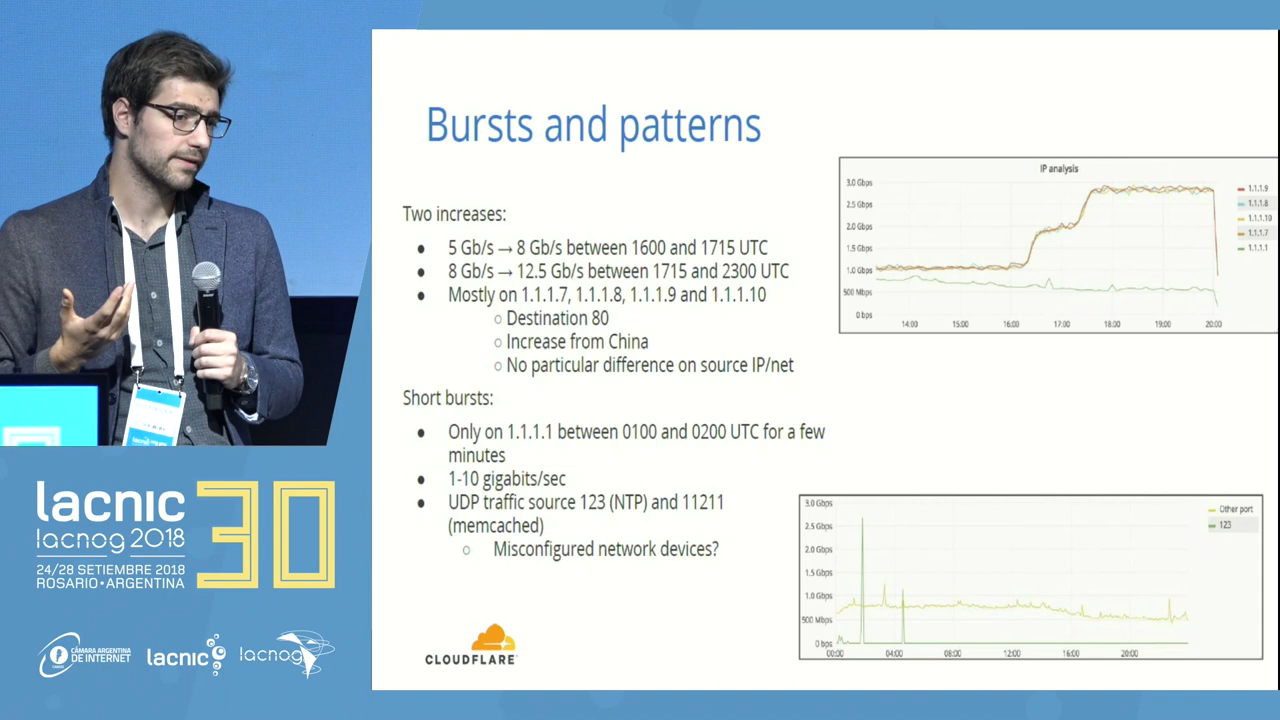 Bursts and patterns
Two increases:
● 5 Gb/s → 8 Gb/s between 1600 and 1715 UTC
● 8 Gb/s → 12.5 Gb/s between 1715 and 2300 UTC
● Mostly on 1.1.1.7, 1.1.1.8, 1.1.1.9 and 1.1.1.10
○ Destination 80
○ Increase from China
○ No particular difference on source IP/net
Short bursts:
● Only on 1.1.1.1 between 0100 and 0200 UTC for a few
minutes
● 1-10 gigabits/sec
● UDP traffic source 123 (NTP) and 11211
(memcached)
○ Misconfigured network devices?
CLOUDFLARE
IP analysis
3.0 Gbps
2.5 Gbps
2.0 Gbps
1.5 Gbps
1.0 Gbps
500 Mbps
0 bps
14:00 15:00 16:00 17:00 18:00 19:00 20:00
1.1.1.9
1.1.1.8
1.1.1.10
1.1.1.7
1.1.1.1
3.0 Gbps
2.5 Gbps
2.0 Gbps
1.5 Gbps
1.0 Gbps
500 Mbps
0 bps
00:00 04:00 08:00 12:00 16:00 20:00
Other port
123
lacnic 30
lacnog 2018
24/28 SETIEMBRE 2018
ROSARIO•ARGENTINA
CÁMARA ARGENTINA
DE INTERNET
lacnic
lacnog